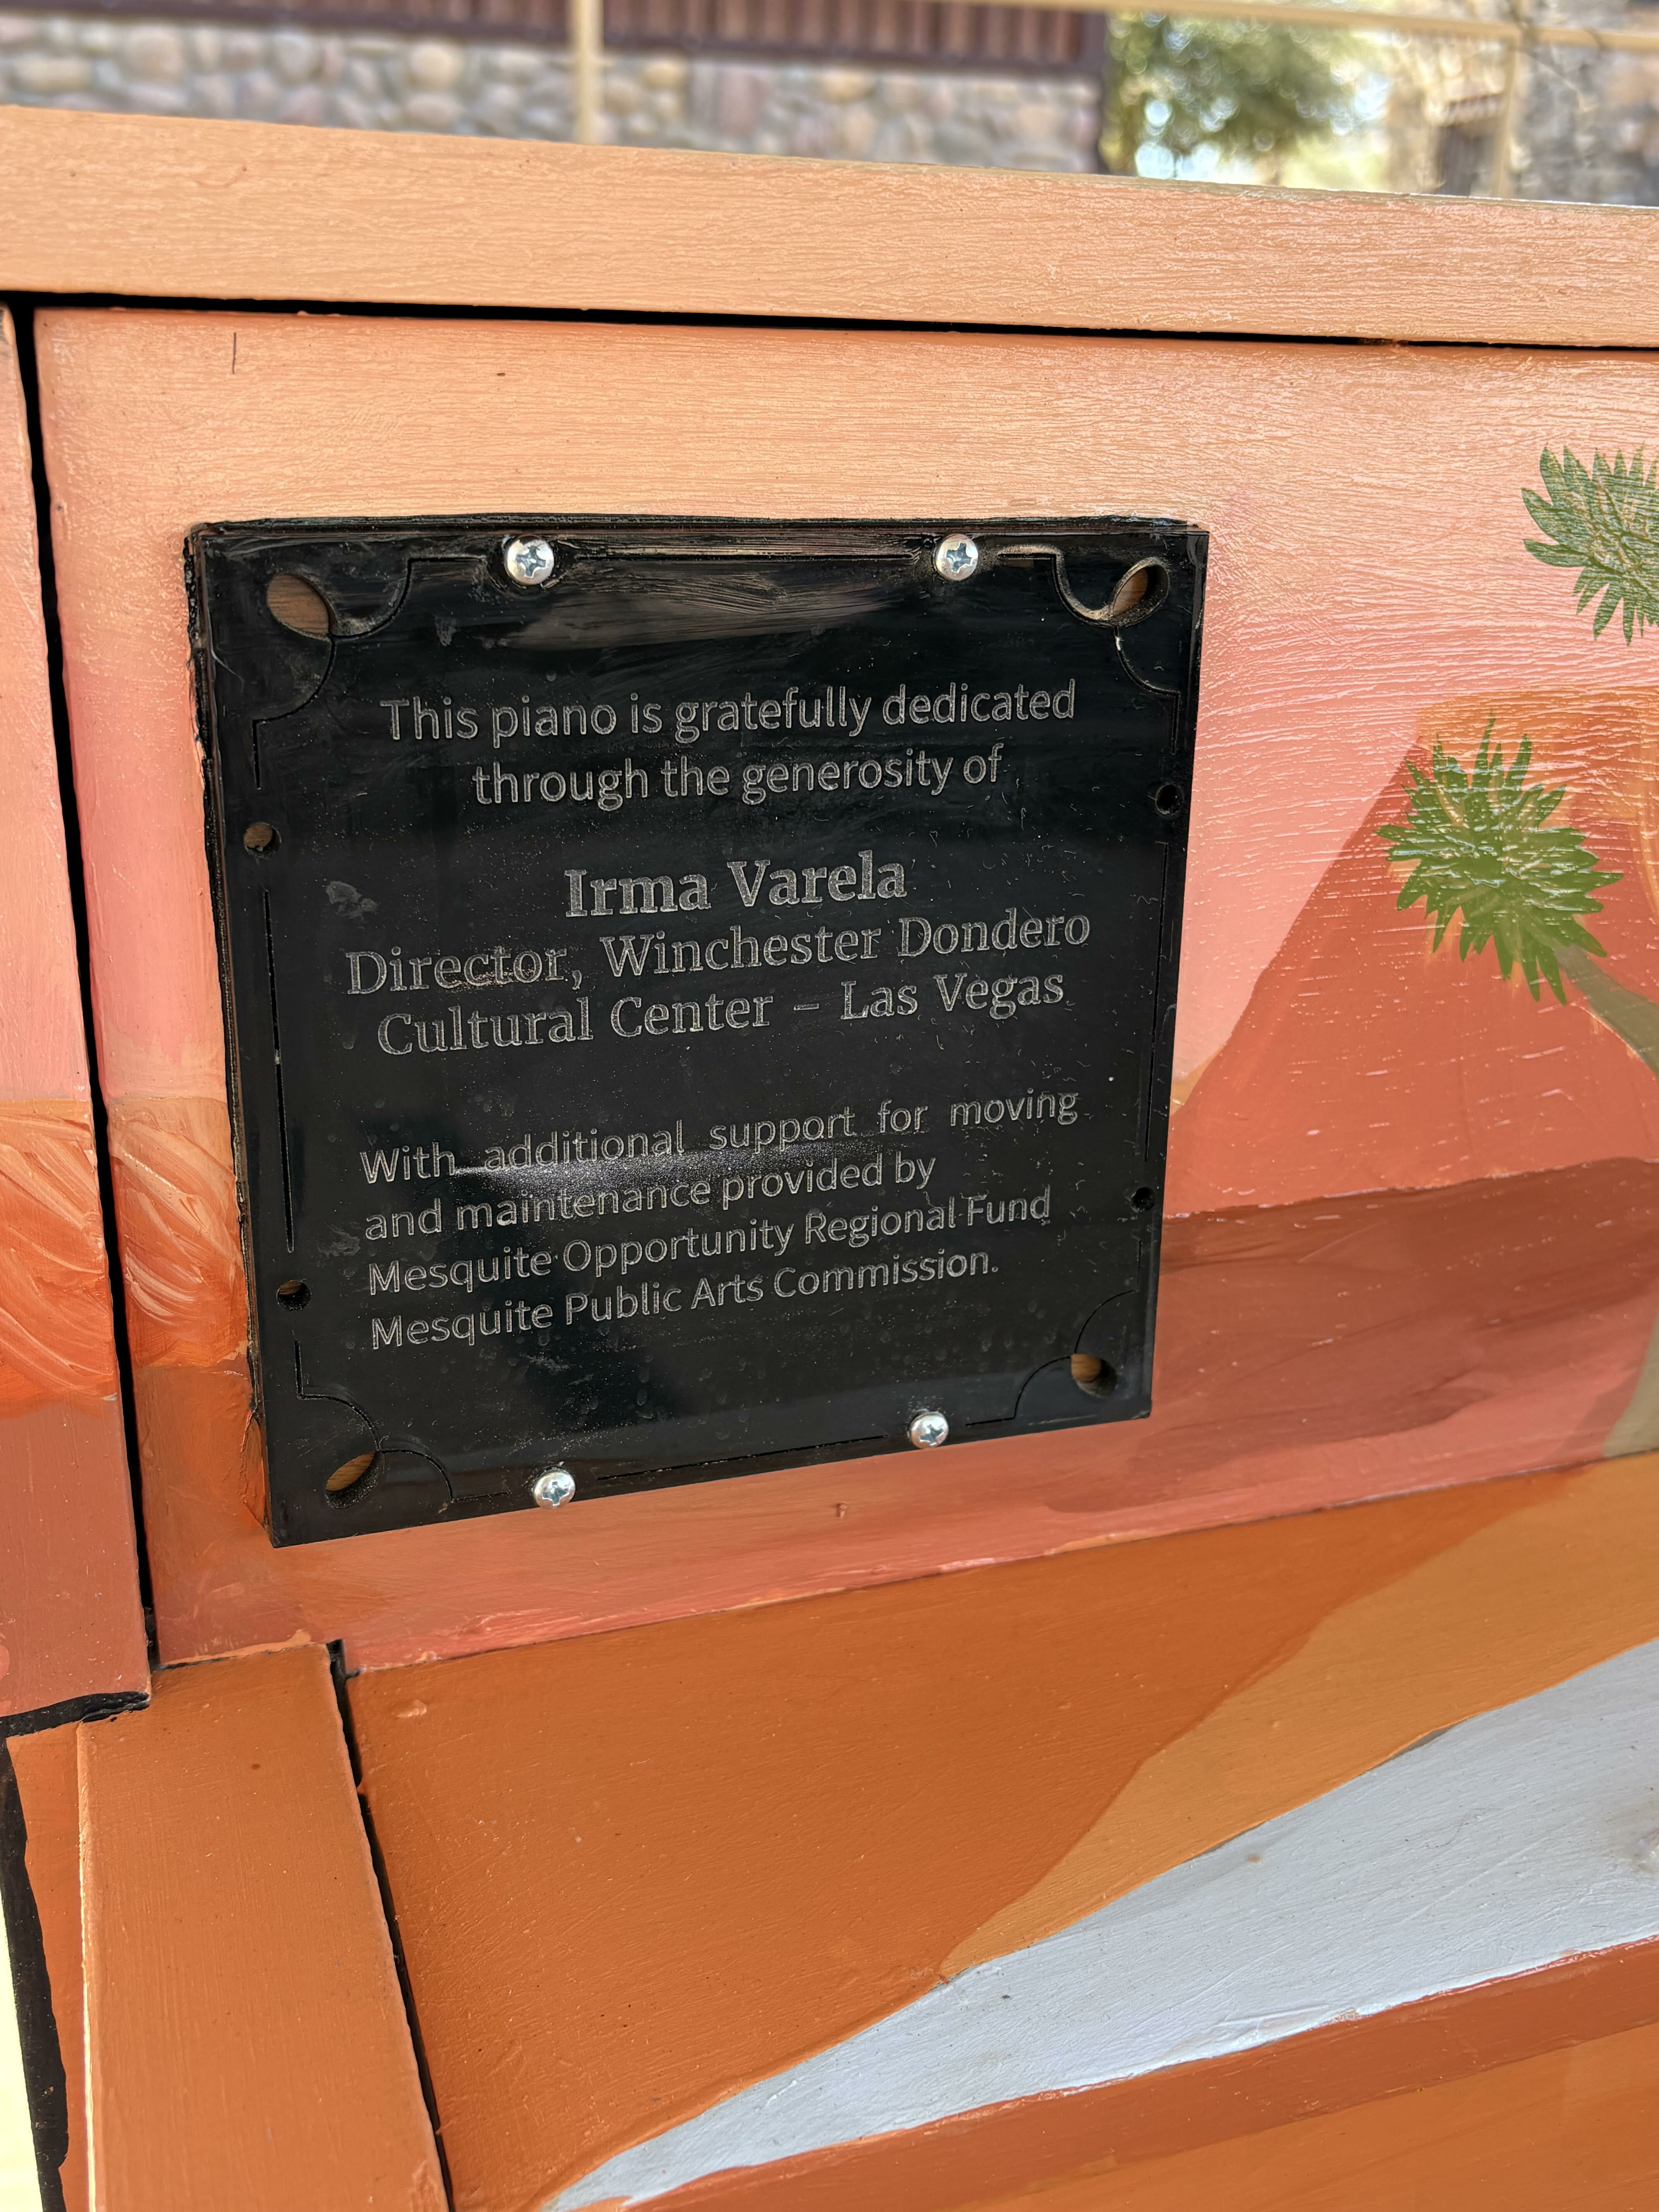 This piano is gratefully dedicated
through the generosity of
Irma Varela
Director, Winchester Dondero
Cultural Center – Las Vegas
With additional support for moving
and maintenance provided by
Mesquite Opportunity Regional Fund
Mesquite Public Arts Commission.